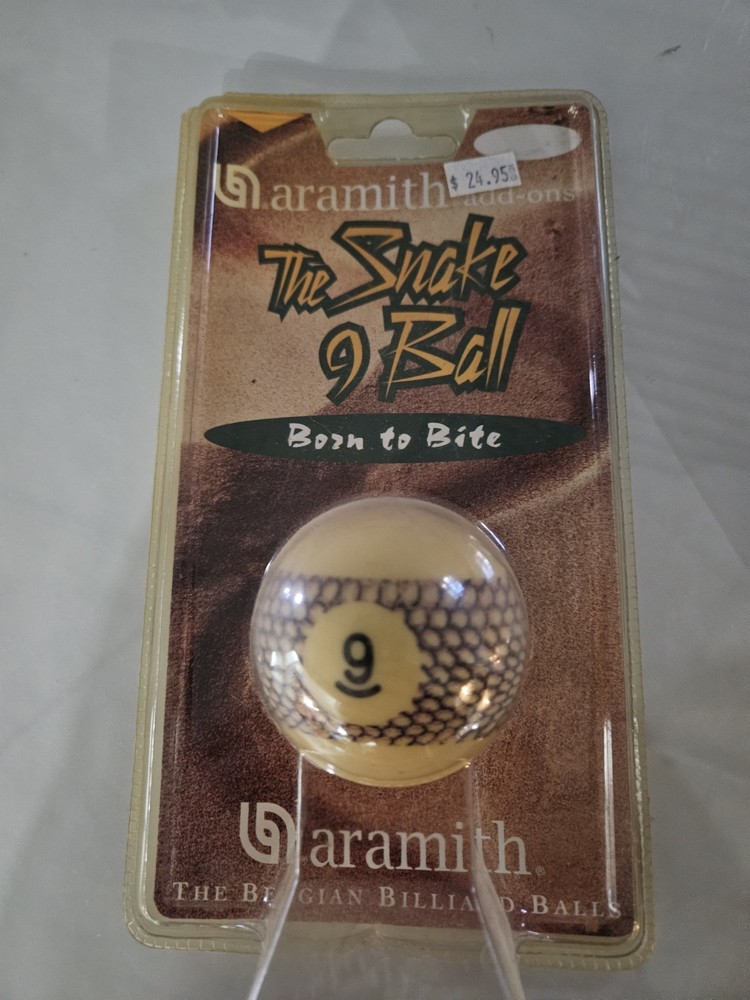 $ 24.95
aramith add-ons
The Snake
9 Ball
Born to Bite
9
aramith®
THE BELGIAN BILLIARD BALLS